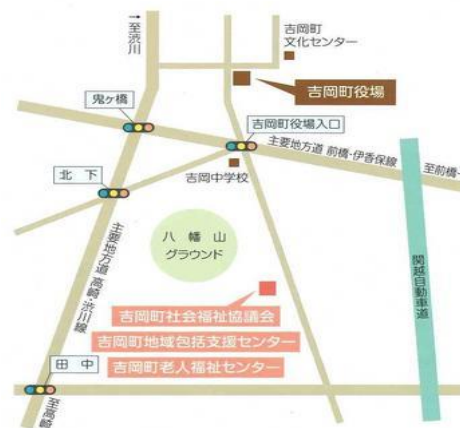 →至渋川
吉岡町
文化センター
吉岡町役場
鬼ヶ橋
吉岡町役場入口
主要地方道 前橋・伊香保線
至前橋
北下
吉岡中学校
八幡山
グラウンド
主要地方道 高崎・渋川線
関越自動車道
吉岡町社会福祉協議会
吉岡町地域包括支援センター
吉岡町老人福祉センター
田中
至高崎